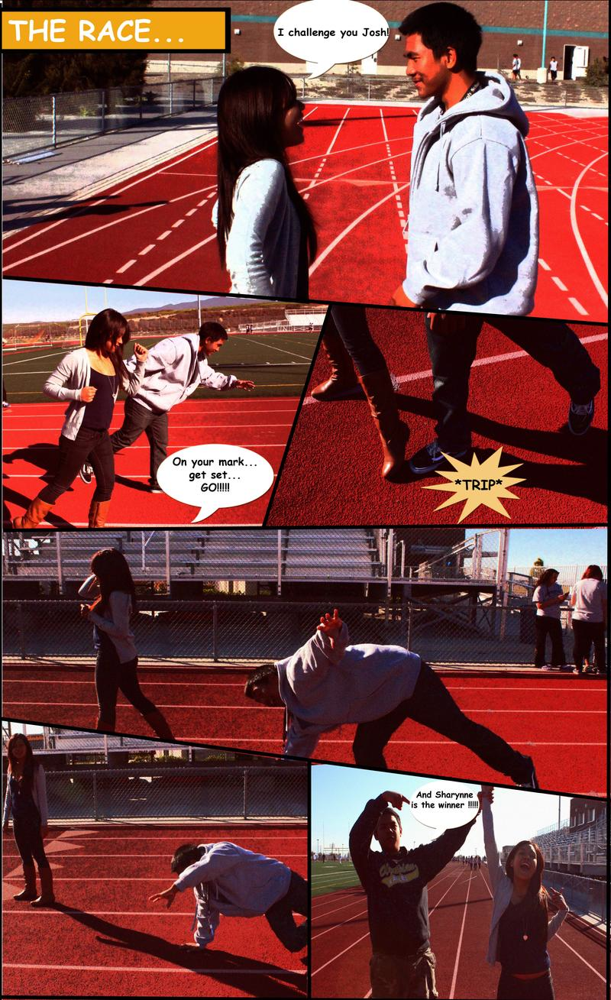 THE RACE...
I challenge you Josh!
On your mark...
get set...
GO!!!!!
*TRIP*
And Sharynne
is the winner !!!!!